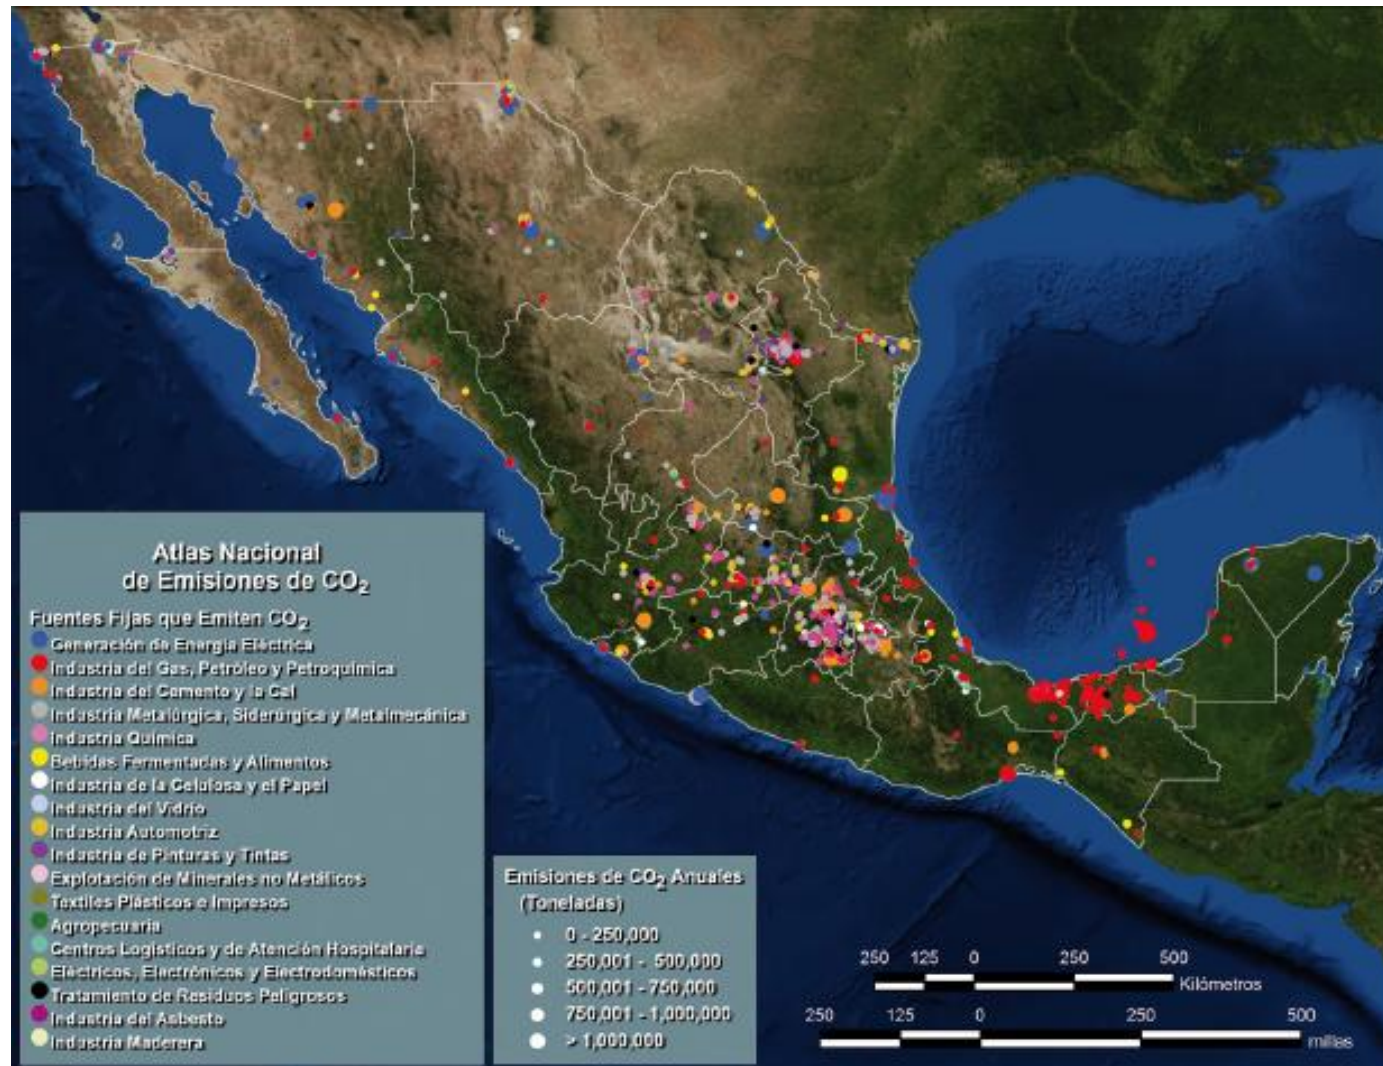 Atlas Nacional
de Emisiones de CO2
Fuentes Fijas que Emiten CO2
Generación de Energía Eléctrica
Industria del Gas, Petróleo y Petroquímica
Industria del Cemento y la Cal
Industria Metalúrgica, Siderúrgica y Metalmecánica
Industria Química
Bebidas Fermentadas y Alimentos
Industria de la Celulosa y el Papel
Industria del Vidrio
Industria Automotriz
Industria de Pinturas y Tintas
Explotación de Minerales no Metálicos
Textiles Plásticos e Impresos
Agropecuaria
Centros Logísticos y de Atención Hospitalaria
Eléctricos, Electrónicos y Electrodomésticos
Tratamiento de Residuos Peligrosos
Industria del Asbesto
Industria Maderera
Emisiones de CO2 Anuales
(Toneladas)
0 - 250,000
250,001 - 500,000
500,001 - 750,000
750,001 - 1,000,000
> 1,000,000
250 125 0 250 500
Kilómetros
250 125 0 250 500
millas